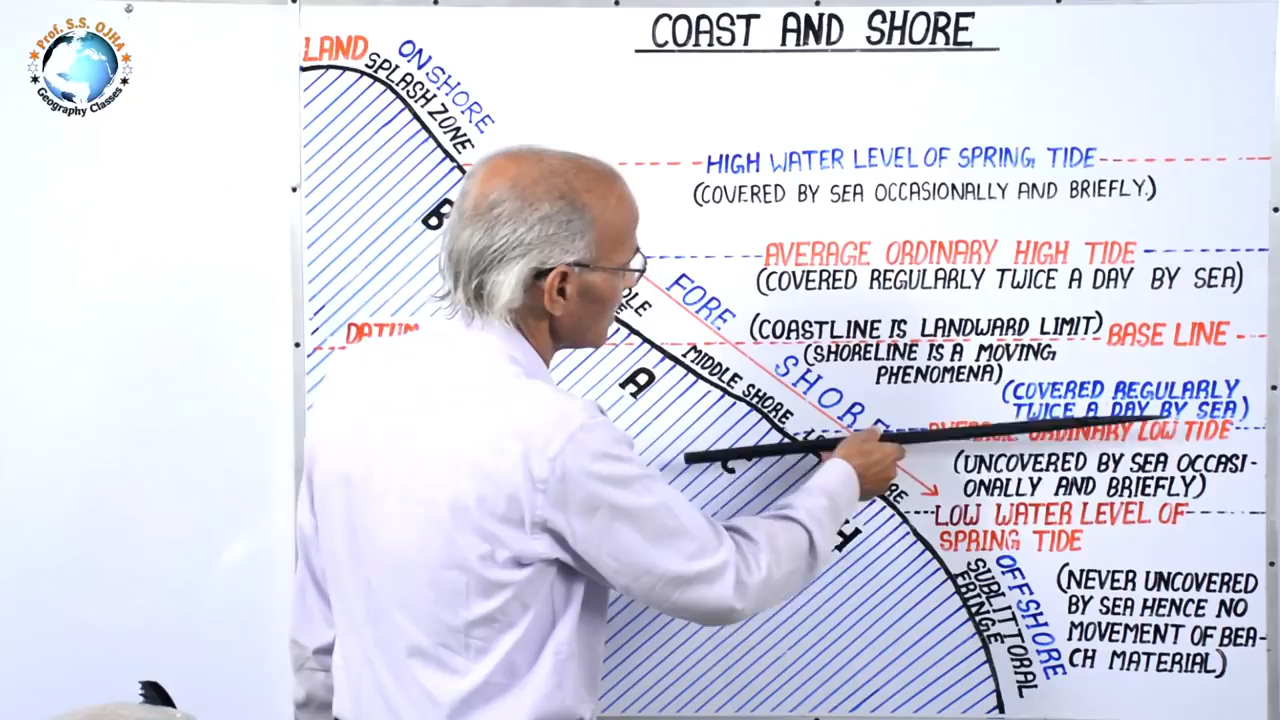 Prof. S.S. OJHA
Geography Classes
COAST AND SHORE
LAND
ONSHORE
SPLASH ZONE
HIGH WATER LEVEL OF SPRING TIDE
(COVERED BY SEA OCCASIONALLY AND BRIEFLY.)
B
AVERAGE ORDINARY HIGH TIDE
(COVERED REGULARLY TWICE A DAY BY SEA)
FORE
SHORE
DATUM
(COASTLINE IS LANDWARD LIMIT) BASE LINE
(SHORELINE IS A MOVING
PHENOMENA)
A
MIDDLE SHORE
(COVERED REGULARLY
TWICE A DAY BY SEA)
AVERAGE ORDINARY LOW TIDE
C
(UNCOVERED BY SEA OCCASI-
ONALLY AND BRIEFLY)
LOW WATER LEVEL OF
SPRING TIDE
H
OFFSHORE
SUBLITTORAL
FRINGE
(NEVER UNCOVERED
BY SEA HENCE NO
MOVEMENT OF BEA-
CH MATERIAL)